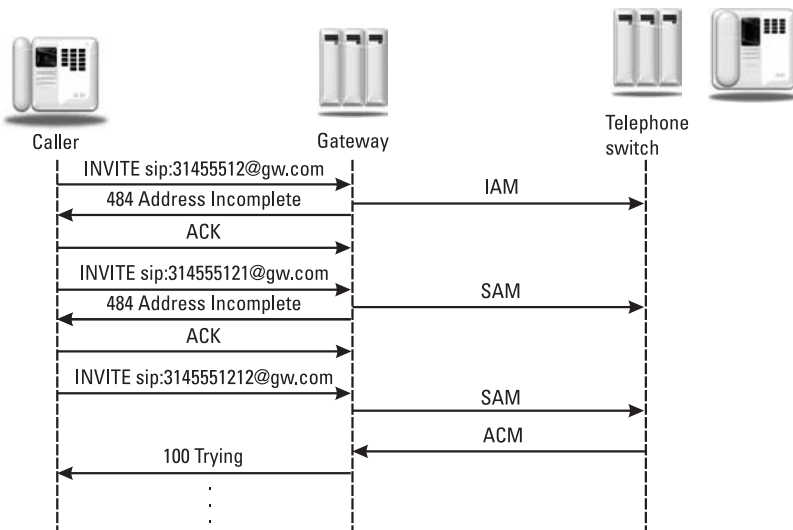 Caller
Gateway
Telephone
switch
INVITE sip:31455512@gw.com
IAM
484 Address Incomplete
ACK
INVITE sip:314555121@gw.com
SAM
484 Address Incomplete
ACK
INVITE sip:3145551212@gw.com
SAM
ACM
100 Trying